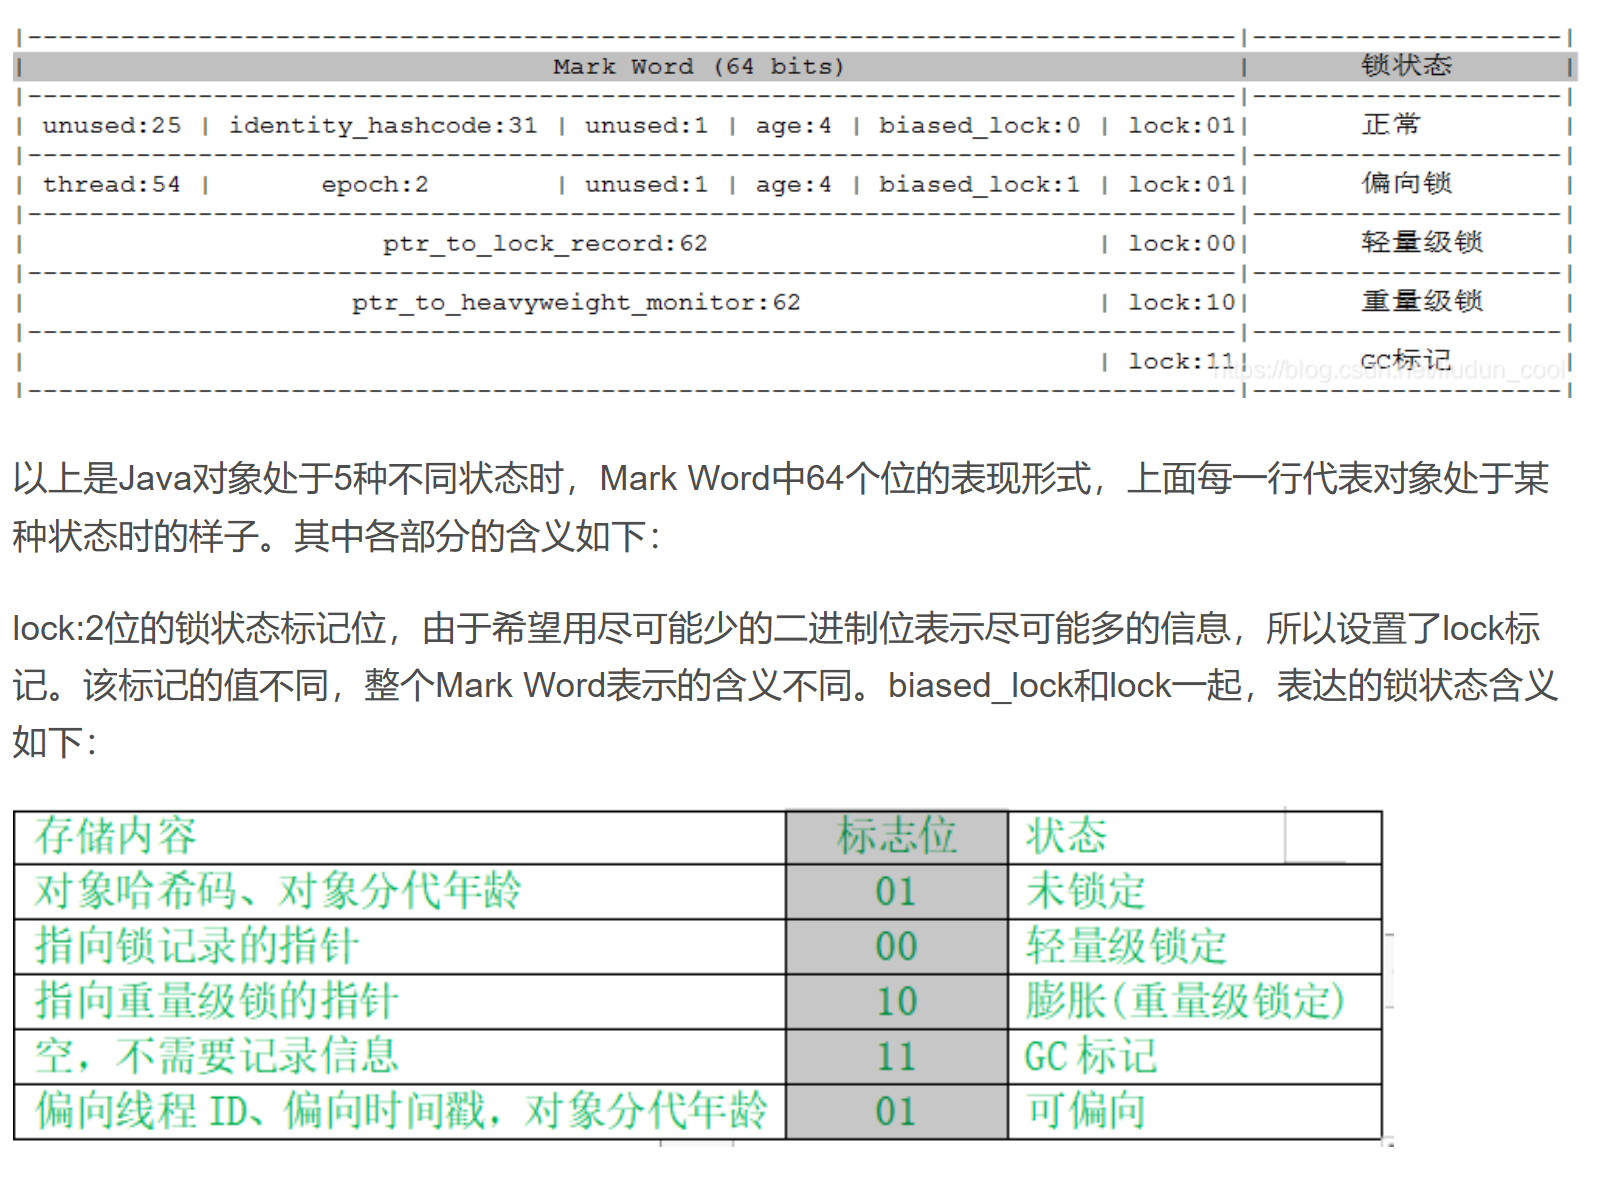 Mark Word (64 bits) | 锁状态
unused:25 | identity_hashcode:31 | unused:1 | age:4 | biased_lock:0 | lock:01| 正常
thread:54 | epoch:2 | unused:1 | age:4 | biased_lock:1 | lock:01| 偏向锁
ptr_to_lock_record:62 | lock:00| 轻量级锁
ptr_to_heavyweight_monitor:62 | lock:10| 重量级锁
| lock:11| GC标记
以上是Java对象处于5种不同状态时，Mark Word中64个位的表现形式，上面每一行代表对象处于某
种状态时的样子。其中各部分的含义如下：
lock:2位的锁状态标记位，由于希望用尽可能少的二进制位表示尽可能多的信息，所以设置了lock标
记。该标记的值不同，整个Mark Word表示的含义不同。biased_lock和lock一起，表达的锁状态含义
如下：
存储内容 标志位 状态
对象哈希码、对象分代年龄 01 未锁定
指向锁记录的指针 00 轻量级锁定
指向重量级锁的指针 10 膨胀(重量级锁定)
空，不需要记录信息 11 GC标记
偏向线程 ID、偏向时间戳，对象分代年龄 01 可偏向